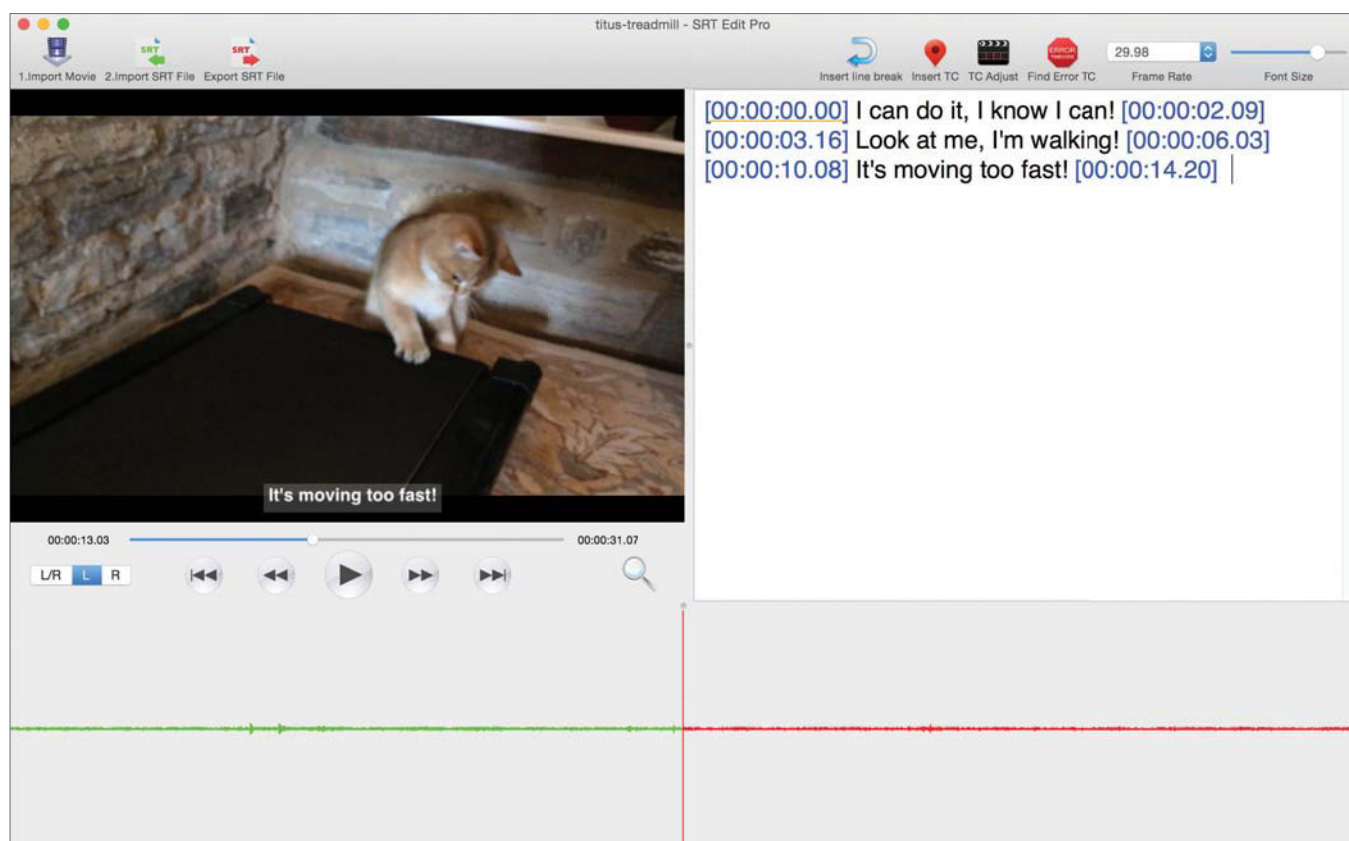 titus-treadmill - SRT Edit Pro
SRT
SRT
1.Import Movie 2.Import SRT File Export SRT File
ERROR
29.98
Insert line break Insert TC TC Adjust Find Error TC Frame Rate Font Size
[00:00:00.00] I can do it, I know I can! [00:00:02.09]
[00:00:03.16] Look at me, I'm walking! [00:00:06.03]
[00:00:10.08] It's moving too fast! [00:00:14.20]
It's moving too fast!
00:00:13.03 00:00:31.07
L/R L R